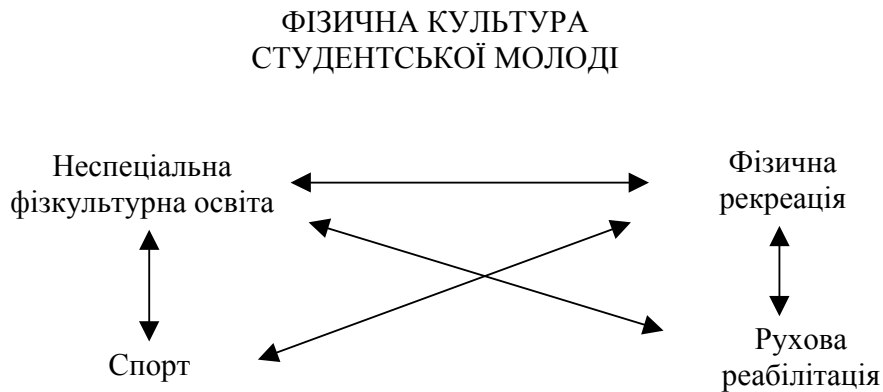 ФІЗИЧНА КУЛЬТУРА
СТУДЕНТСЬКОЇ МОЛОДІ
Неспеціальна
фізкультурна освіта
Фізична
рекреація
Спорт
Рухова
реабілітація